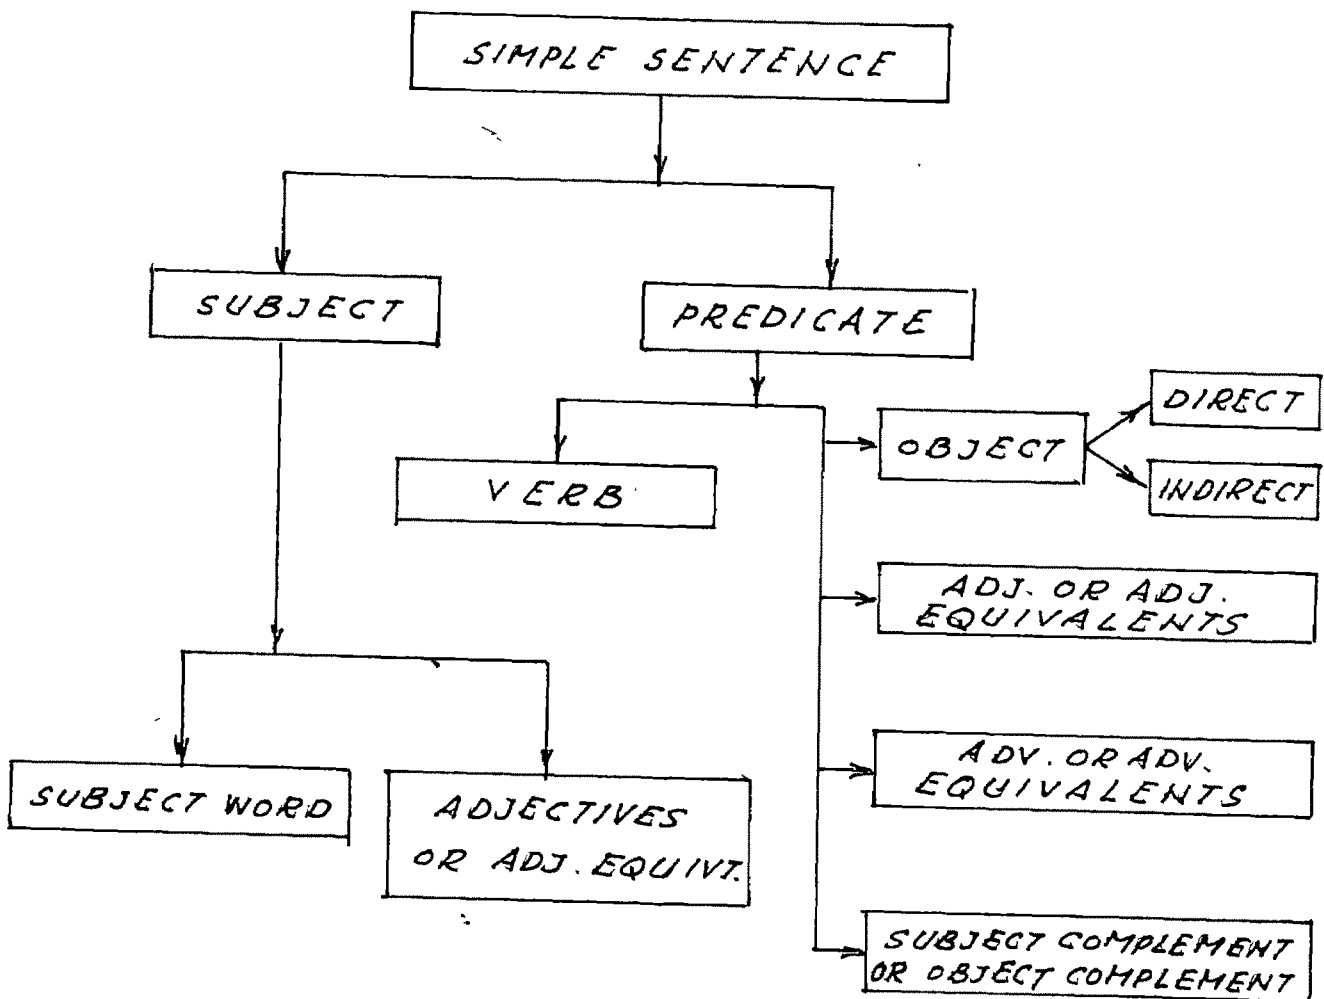 SIMPLE SENTENCE
SUBJECT
PREDICATE
VERB
OBJECT
DIRECT
INDIRECT
ADJ. OR ADJ.
EQUIVALENTS
ADV. OR ADV.
EQUIVALENTS
SUBJECT COMPLEMENT
OR OBJECT COMPLEMENT
SUBJECT WORD
ADJECTIVES
OR ADJ. EQUIVT.